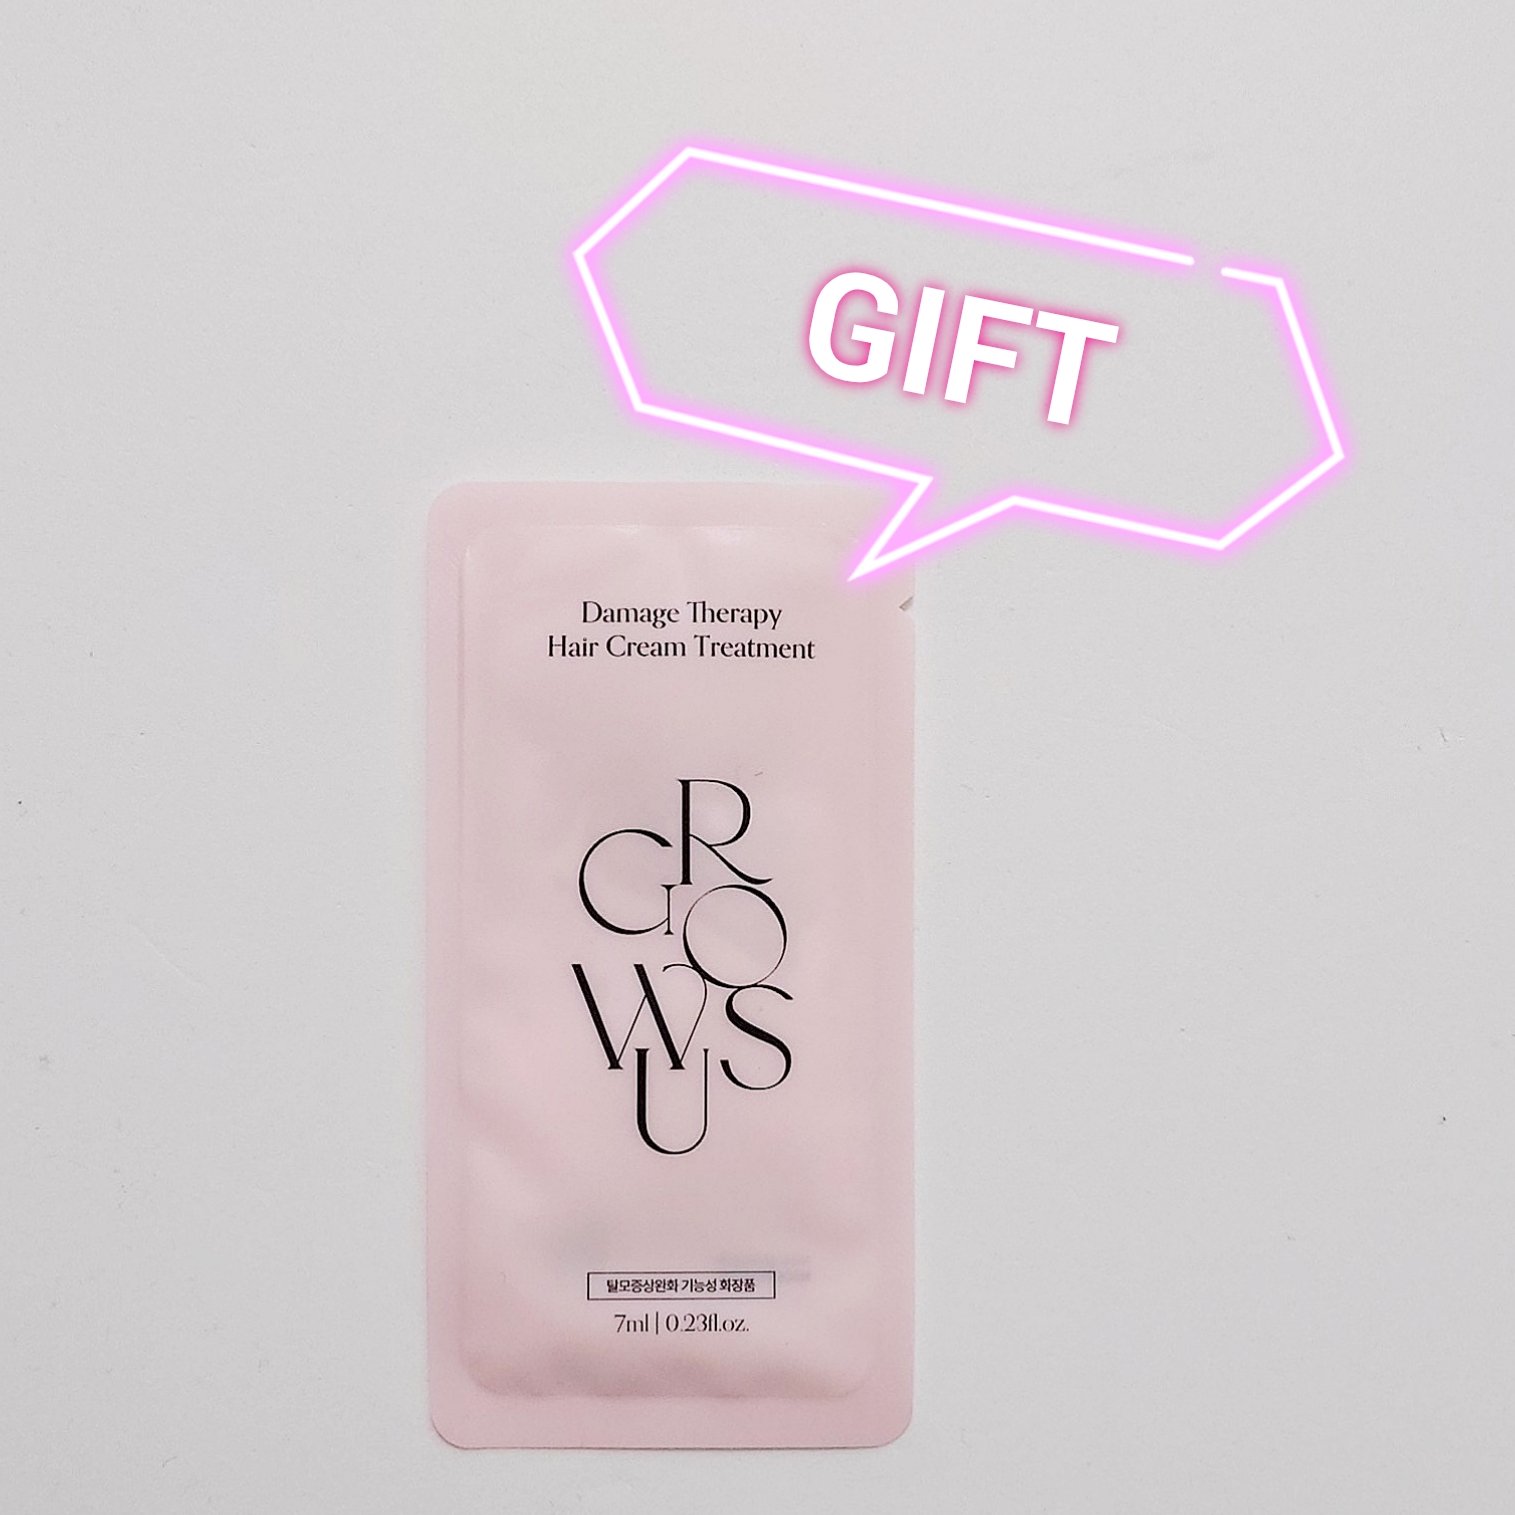 GIFT
Damage Therapy
Hair Cream Treatment
GROWUS
탈모증상완화 기능성 화장품
7ml | 0.23fl.oz.